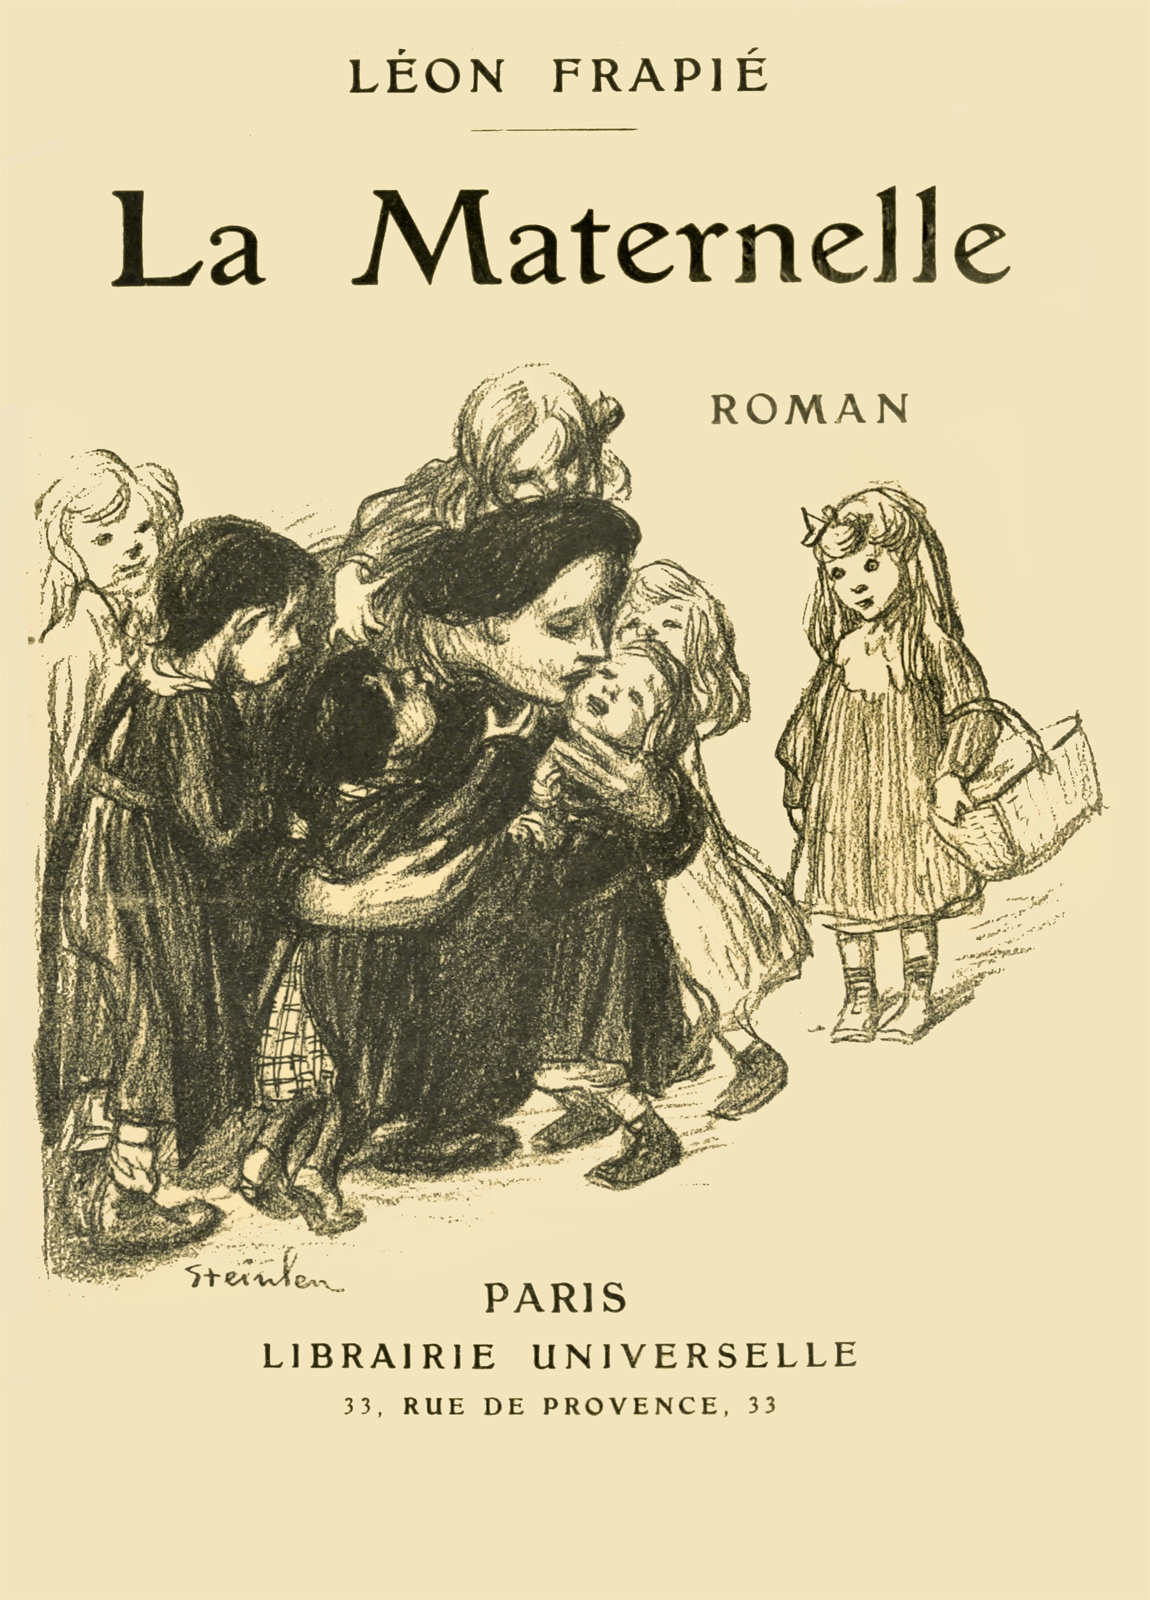 LÉON FRAPIÉ
La Maternelle
ROMAN
Steinlen
PARIS
LIBRAIRIE UNIVERSELLE
33, RUE DE PROVENCE, 33